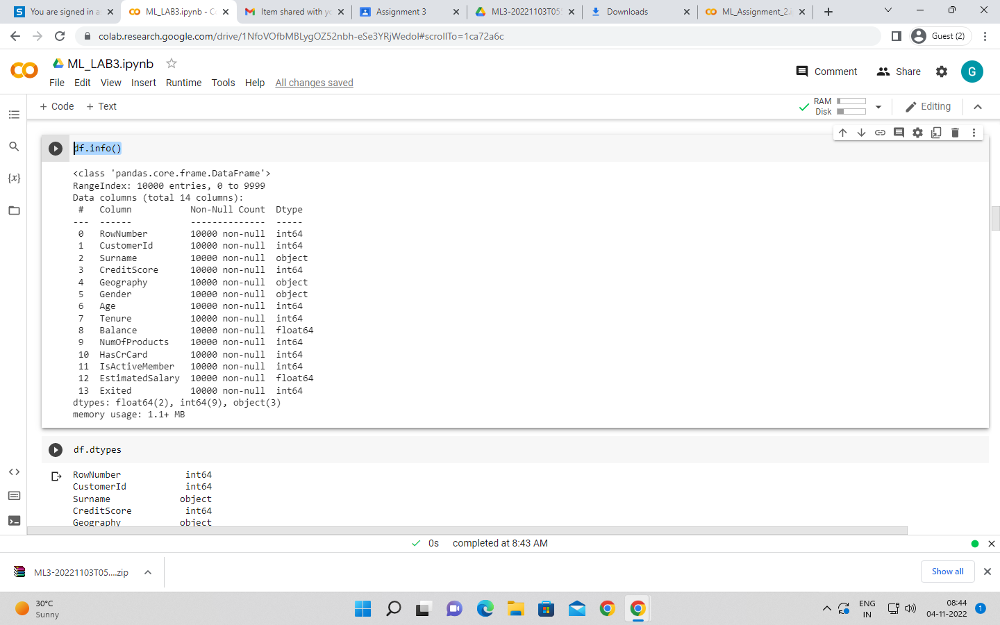 You are signed in a
ML_LAB3.ipynb - C
Item shared with y
Assignment 3
ML3-20221103T05
Downloads
ML_Assignment_2.i
colab.research.google.com/drive/1NfoVOfbMBLygOZ52nbh-eSe3YRjWedoI#scrollTo=1ca72a6c
Guest (2)
ML_LAB3.ipynb
Comment
Share
G
File Edit View Insert Runtime Tools Help All changes saved
+ Code + Text
RAM
Disk
Editing
df.info()
<class 'pandas.core.frame.DataFrame'>
RangeIndex: 10000 entries, 0 to 9999
Data columns (total 14 columns):
# Column Non-Null Count Dtype
--- ------ -------------- -----
0 RowNumber 10000 non-null int64
1 CustomerId 10000 non-null int64
2 Surname 10000 non-null object
3 CreditScore 10000 non-null int64
4 Geography 10000 non-null object
5 Gender 10000 non-null object
6 Age 10000 non-null int64
7 Tenure 10000 non-null int64
8 Balance 10000 non-null float64
9 NumOfProducts 10000 non-null int64
10 HasCrCard 10000 non-null int64
11 IsActiveMember 10000 non-null int64
12 EstimatedSalary 10000 non-null float64
13 Exited 10000 non-null int64
dtypes: float64(2), int64(9), object(3)
memory usage: 1.1+ MB
df.dtypes
RowNumber int64
CustomerId int64
Surname object
CreditScore int64
Geography object
0s completed at 8:43 AM
ML3-20221103T05....zip
Show all
30°C
Sunny
ENG
IN
08:44
04-11-2022
1